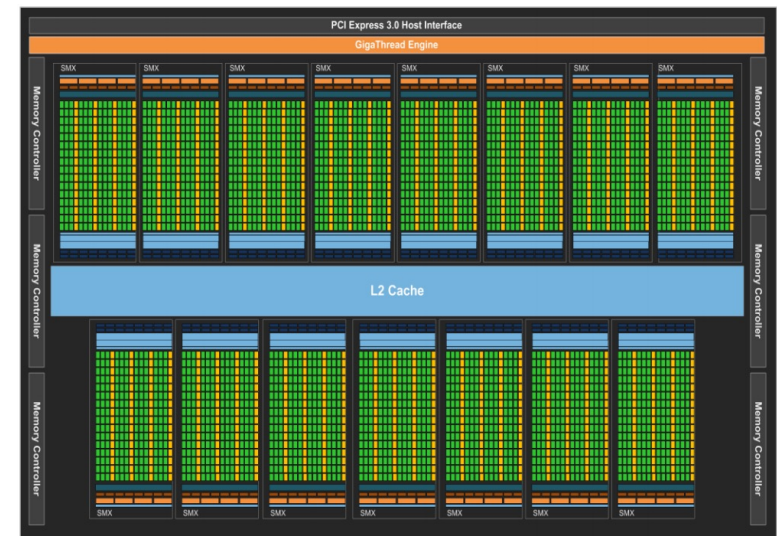 PCI Express 3.0 Host Interface
GigaThread Engine
SMX SMX SMX SMX SMX SMX SMX SMX
Memory Controller
Memory Controller
Memory Controller
Memory Controller
L2 Cache
Memory Controller
Memory Controller
SMX SMX SMX SMX SMX SMX SMX